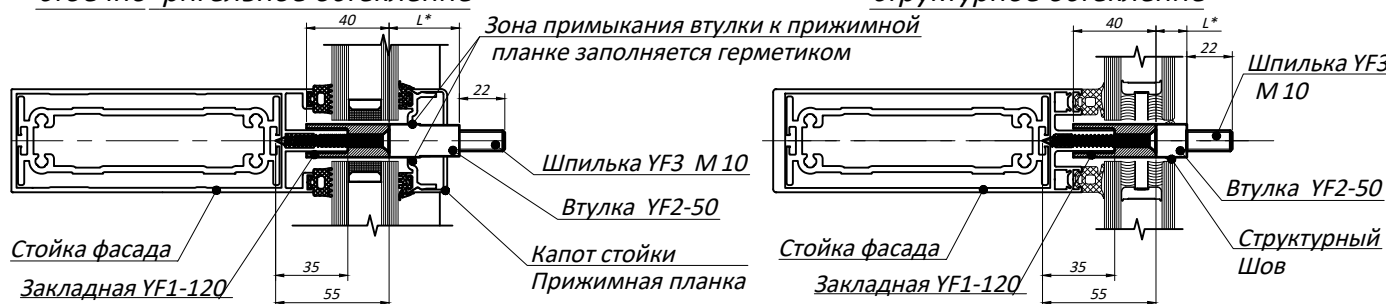 40
L*
Зона примыкания втулки к прижимной
планке заполняется герметиком
22
Шпилька YF3 М 10
Втулка YF2-50
Стойка фасада
Закладная YF1-120
35
55
Капот стойки
Прижимная планка
40
L*
22
Шпилька YF3
М 10
Втулка YF2-50
Структурный
Шов
Стойка фасада
Закладная YF1-120
35
55